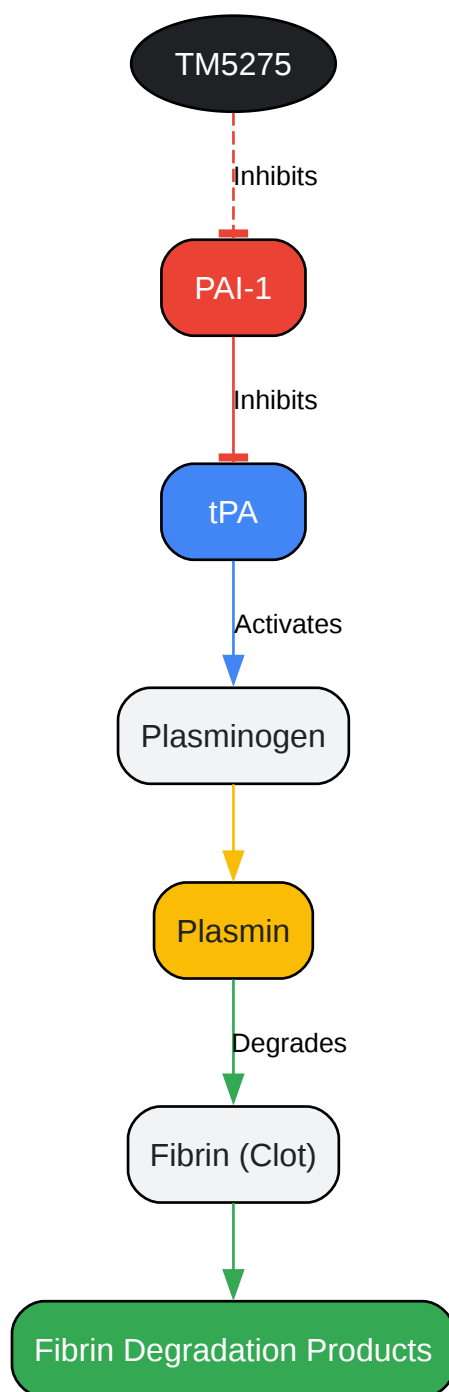 TM5275
Inhibits
PAI-1
Inhibits
tPA
Activates
Plasminogen
Plasmin
Degrades
Fibrin (Clot)
Fibrin Degradation Products